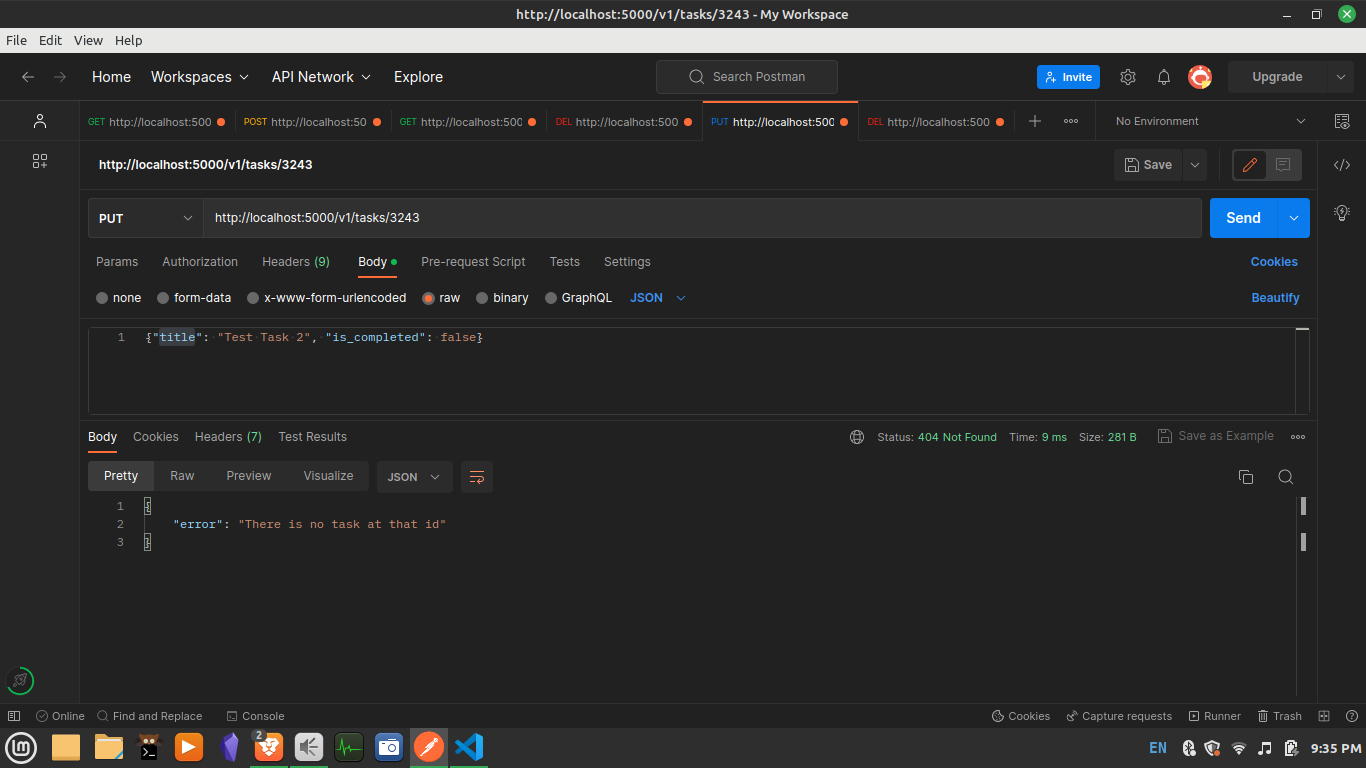 http://localhost:5000/v1/tasks/3243 - My Workspace
File Edit View Help
Home Workspaces API Network Explore Search Postman Invite Upgrade
GET http://localhost:500 POST http://localhost:50 GET http://localhost:500 DEL http://localhost:500 PUT http://localhost:500 DEL http://localhost:500 No Environment
http://localhost:5000/v1/tasks/3243 Save
PUT http://localhost:5000/v1/tasks/3243 Send
Params Authorization Headers (9) Body Pre-request Script Tests Settings Cookies
none form-data x-www-form-urlencoded raw binary GraphQL JSON Beautify
1 {"title": "Test Task 2", "is_completed": false}
Body Cookies Headers (7) Test Results Status: 404 Not Found Time: 9 ms Size: 281 B Save as Example
Pretty Raw Preview Visualize JSON
1 {
2 "error": "There is no task at that id"
3 }
Online Find and Replace Console Cookies Capture requests Runner Trash
2 EN 9:35 PM